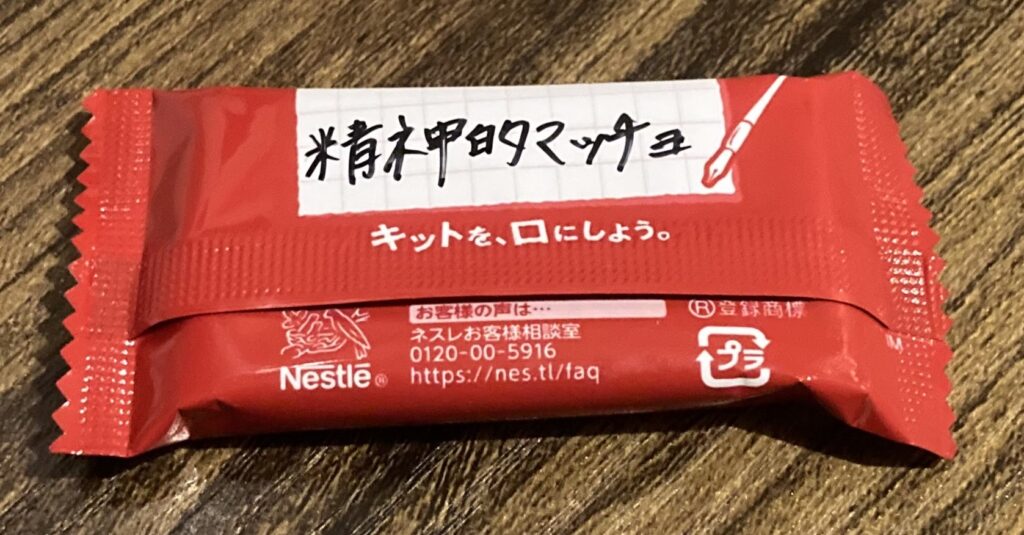 精神的マッチョ
キットを、口にしよう。
お客様の声は…
ネスレお客様相談室
0120-00-5916
https://nes.tl/faq
Nestlé®
Ⓡ登録商標
プラ